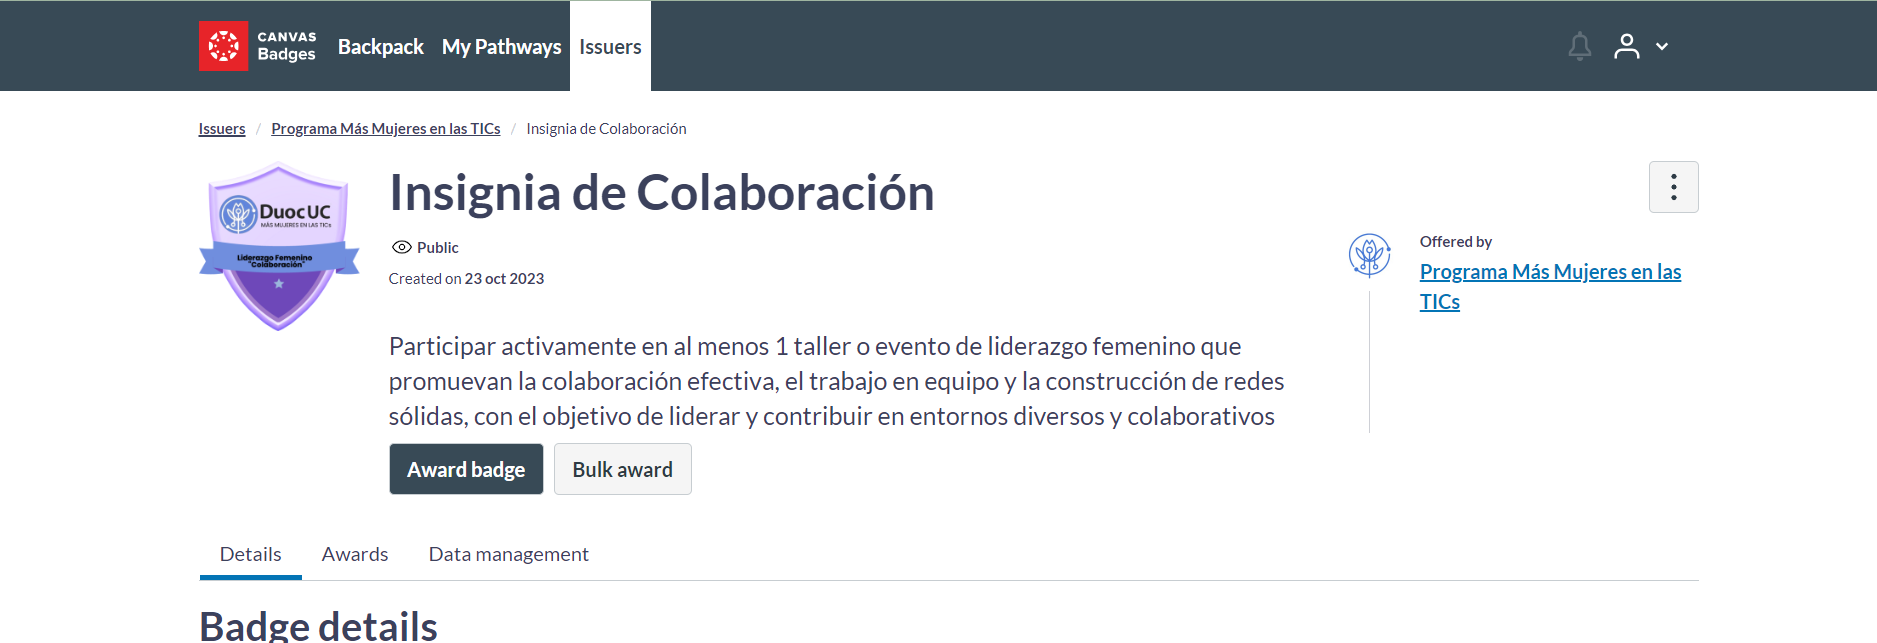 CANVAS
Badges
Backpack My Pathways Issuers
Issuers / Programa Más Mujeres en las TICs / Insignia de Colaboración
Duoc UC
MÁS MUJERES EN LAS TICs
Liderazgo Femenino
"Colaboración"
Insignia de Colaboración
Public
Created on 23 oct 2023
Offered by
Programa Más Mujeres en las
TICs
Participar activamente en al menos 1 taller o evento de liderazgo femenino que
promuevan la colaboración efectiva, el trabajo en equipo y la construcción de redes
sólidas, con el objetivo de liderar y contribuir en entornos diversos y colaborativos
Award badge Bulk award
Details Awards Data management
Badge details